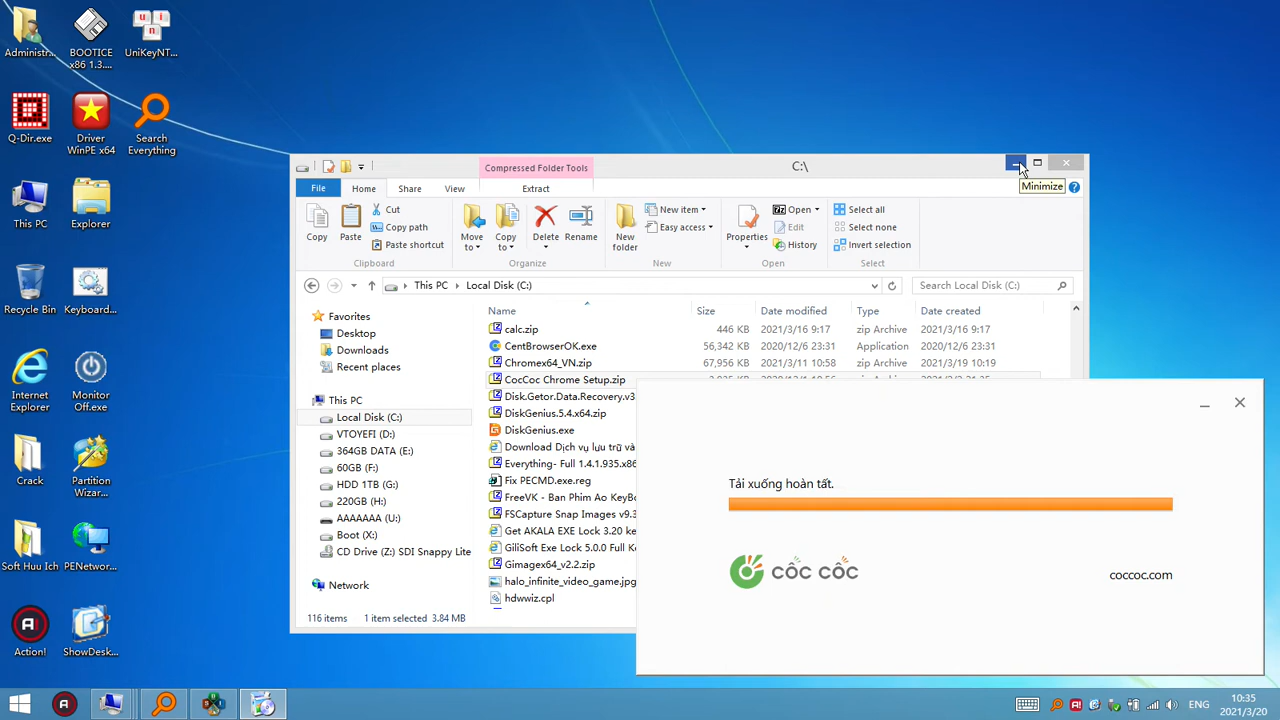 Administr...
BOOTICE
x86 1.3....
UniKeyNT...
Q-Dir.exe
Driver
WinPE x64
Search
Everything
This PC
Explorer
Recycle Bin
Keyboard...
Internet
Explorer
Monitor
Off.exe
Crack
Partition
Wizar...
Soft Huu Ich
PENetwor...
Action!
ShowDesk...
Compressed Folder Tools
C:\
Minimize
File
Home
Share
View
Extract
Copy
Paste
Cut
Copy path
Paste shortcut
Clipboard
Move
to
Copy
to
Delete
Rename
Organize
New
folder
New item
Easy access
New
Properties
Open
Edit
History
Open
Select all
Select none
Invert selection
Select
This PC
Local Disk (C:)
Search Local Disk (C:)
Favorites
Desktop
Downloads
Recent places
This PC
Local Disk (C:)
VTOYEFI (D:)
364GB DATA (E:)
60GB (F:)
HDD 1TB (G:)
220GB (H:)
AAAAAAA (U:)
Boot (X:)
CD Drive (Z:) SDI Snappy Lite
Network
Name Size Date modified Type Date created
calc.zip 446 KB 2021/3/16 9:17 zip Archive 2021/3/16 9:17
CentBrowserOK.exe 56,342 KB 2020/12/6 23:31 Application 2020/12/6 23:31
Chromex64_VN.zip 67,956 KB 2021/3/11 10:58 zip Archive 2021/3/19 10:19
CocCoc Chrome Setup.zip
Disk.Getor.Data.Recovery.v3
DiskGenius.5.4.x64.zip
DiskGenius.exe
Download Dịch vụ lưu trữ và
Everything- Full 1.4.1.935.x86
Fix PECMD.exe.reg
FreeVK - Ban Phim Ao KeyBo
FSCapture Snap Images v9.3
Get AKALA EXE Lock 3.20 key
GiliSoft Exe Lock 5.0.0 Full K
Gimagex64_v2.2.zip
halo_infinite_video_game.jpg
hdwwiz.cpl
116 items 1 item selected 3.84 MB
Tải xuống hoàn tất.
cốc cốc
coccoc.com
ENG
10:35
2021/3/20